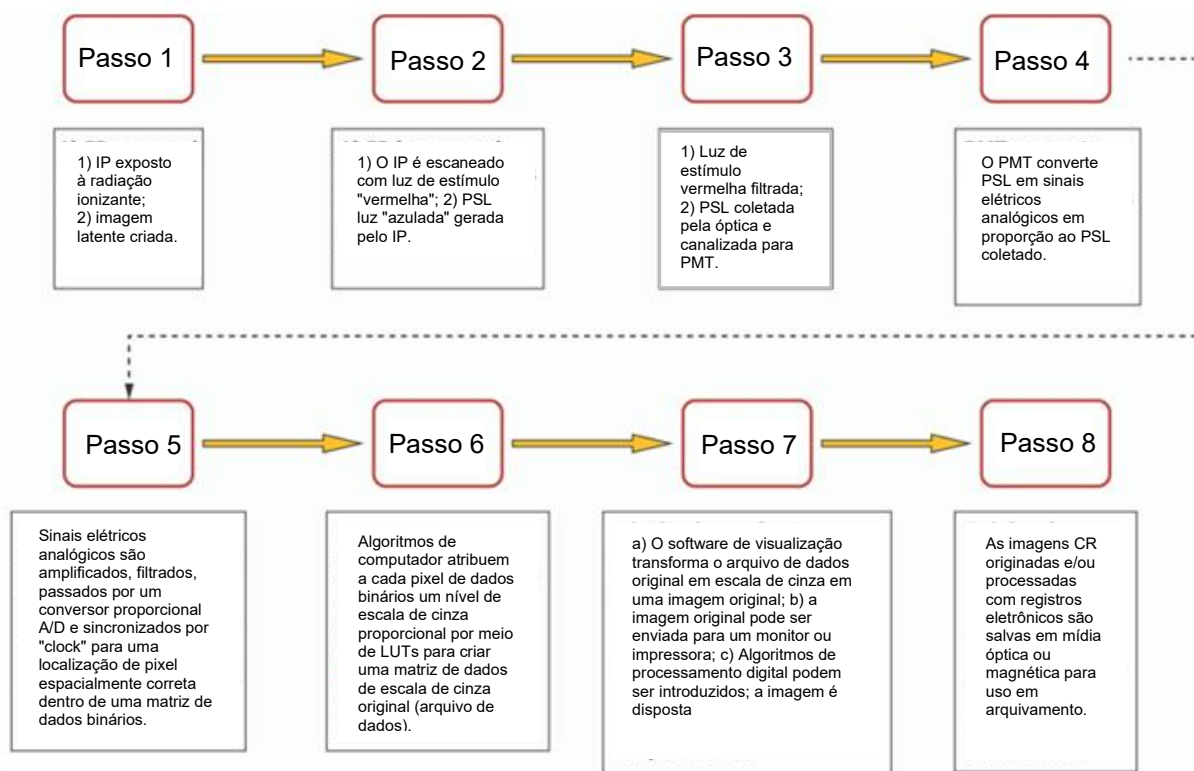 Passo 1
Passo 2
Passo 3
Passo 4
1) IP exposto
à radiação
ionizante;
2) imagem
latente criada.
1) O IP é escaneado
com luz de estímulo
"vermelha"; 2) PSL
luz "azulada" gerada
pelo IP.
1) Luz de
estímulo
vermelha filtrada;
2) PSL coletada
pela óptica e
canalizada para
PMT.
O PMT converte
PSL em sinais
elétricos
analógicos em
proporção ao PSL
coletado.
Passo 5
Passo 6
Passo 7
Passo 8
Sinais elétricos
analógicos são
amplificados, filtrados,
passados por um
conversor proporcional
A/D e sincronizados por
"clock" para uma
localização de pixel
espacialmente correta
dentro de uma matriz de
dados binários.
Algoritmos de
computador atribuem
a cada pixel de dados
binários um nível de
escala de cinza
proporcional por meio
de LUTs para criar
uma matriz de dados
de escala de cinza
original (arquivo de
dados).
a) O software de visualização
transforma o arquivo de dados
original em escala de cinza em
uma imagem original; b) a
imagem original pode ser
enviada para um monitor ou
impressora; c) Algoritmos de
processamento digital podem
ser introduzidos; a imagem é
disposta
As imagens CR
originadas e/ou
processadas
com registros
eletrônicos são
salvas em mídia
óptica ou
magnética para
uso em
arquivamento.